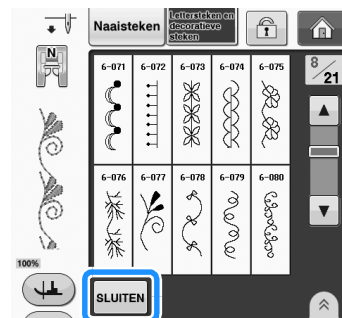 Naaisteken
Lettersteken en
decoratieve
steken
N
8/21
6-071 6-072 6-073 6-074 6-075
6-076 6-077 6-078 6-079 6-080
100%
SLUITEN